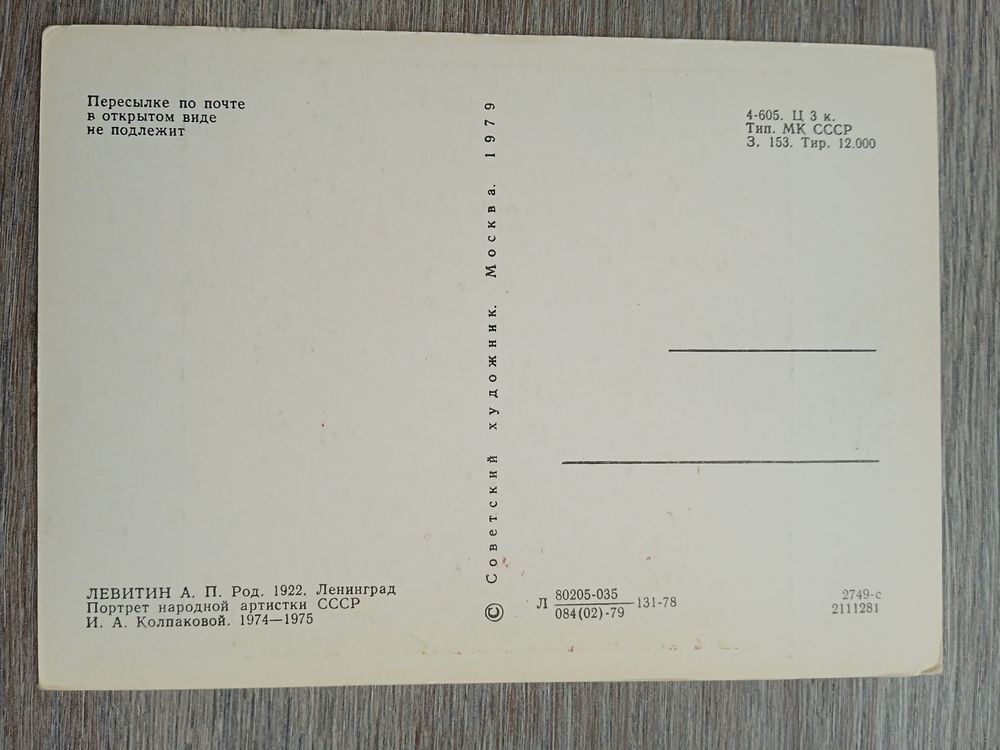 Пересылке по почте
в открытом виде
не подлежит
4-605. Ц 3 к.
Тип. МК СССР
З. 153. Тир. 12.000
© Советский художник. Москва. 1979
ЛЕВИТИН А. П. Род. 1922. Ленинград
Портрет народной артистки СССР
И. А. Колпаковой. 1974—1975
Л 80205-035
084(02)-79
-131-78
2749-с
2111281